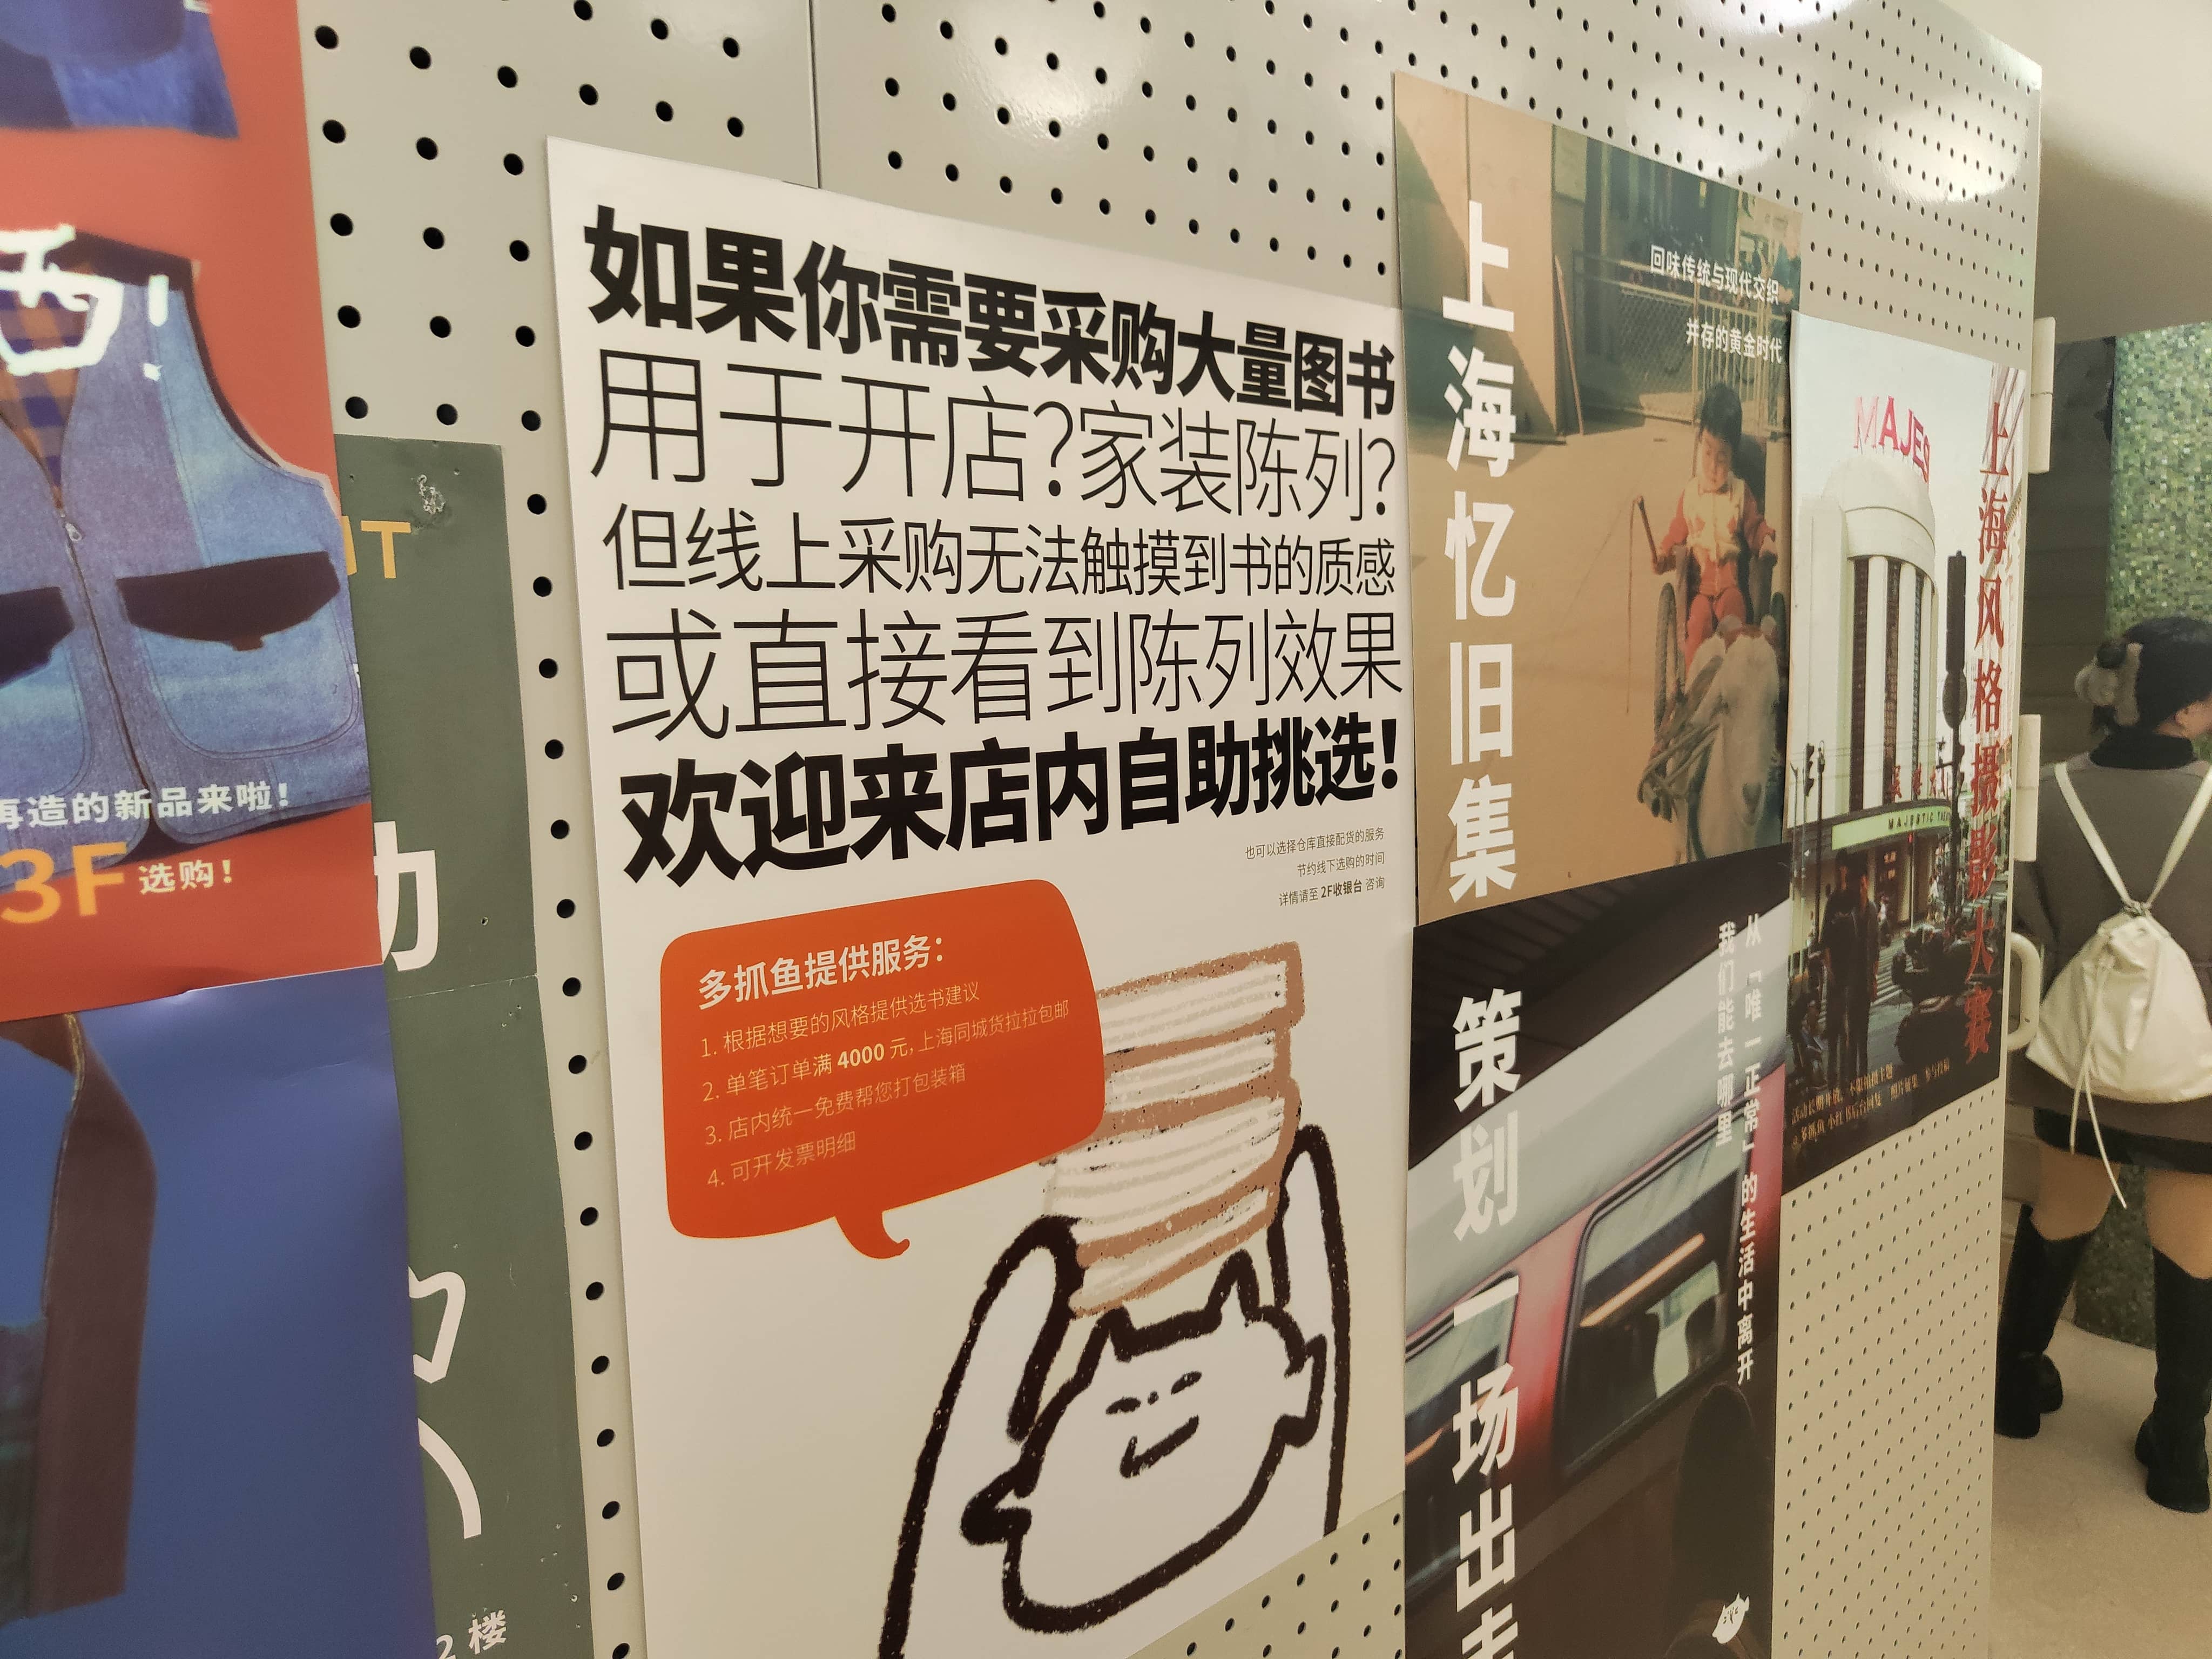 西!
再造的新品来啦!
3F 选购!
IT
2 楼
如果你需要采购大量图书
用于开店?家装陈列?
但线上采购无法触摸到书的质感
或直接看到陈列效果
欢迎来店内自助挑选!
也可以选择仓库直接配货的服务
节约线下选购的时间
详情请至 2F收银台 咨询
多抓鱼提供服务:
1. 根据想要的风格提供选书建议
2. 单笔订单满 4000 元, 上海同城货拉拉包邮
3. 店内统一免费帮您打包装箱
4. 可开发票明细
上海忆旧集
回味传统与现代交织
并存的黄金时代
策划一场出走
从「唯一正常」的生活中离开
我们能去哪里
上海风格摄影大赛
MAJES
MAJESTIC